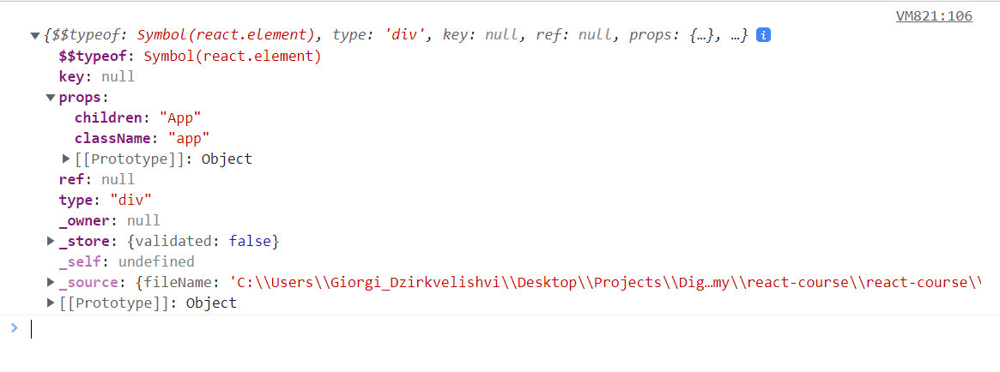 VM821:106
▼{$$typeof: Symbol(react.element), type: 'div', key: null, ref: null, props: {…}, …} i
$$typeof: Symbol(react.element)
key: null
▼props:
children: "App"
className: "app"
▶[[Prototype]]: Object
ref: null
type: "div"
_owner: null
▶_store: {validated: false}
_self: undefined
▶_source: {fileName: 'C:\\Users\\Giorgi_Dzirkvelishvi\\Desktop\\Projects\\Dig…my\\react-course\\react-course\\
▶[[Prototype]]: Object
>